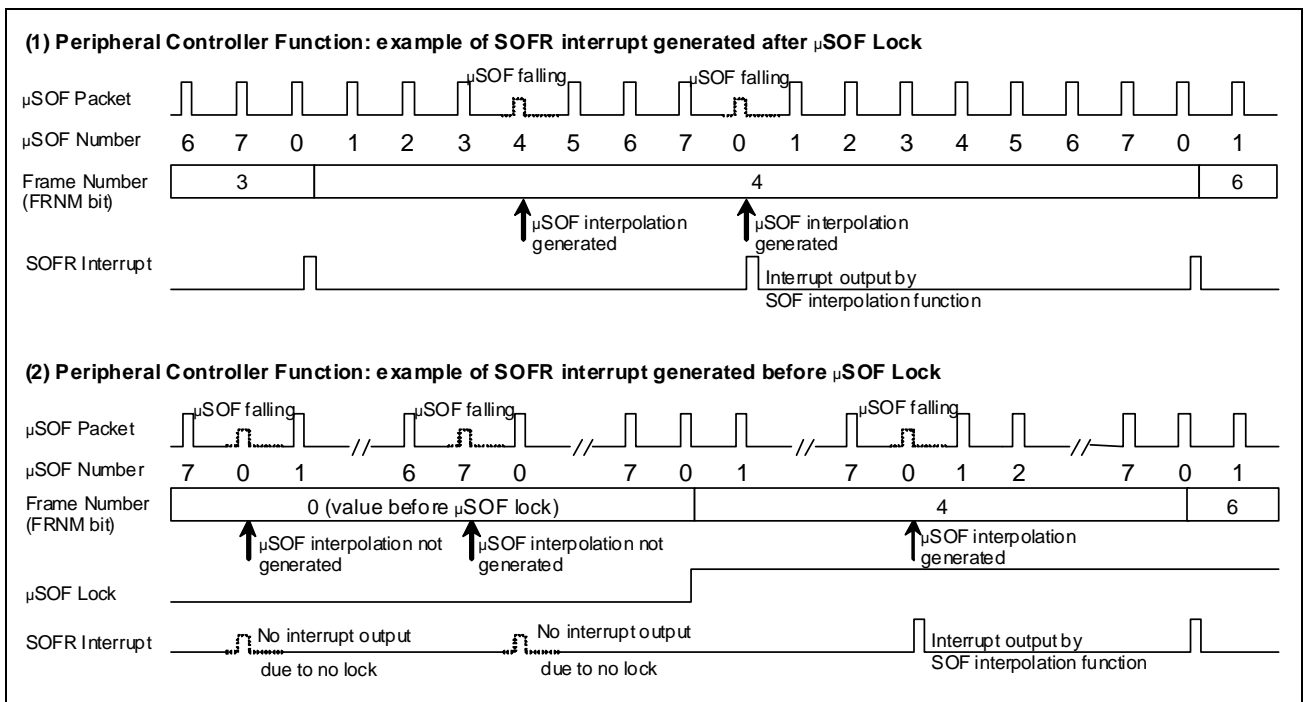 (1) Peripheral Controller Function: example of SOFR interrupt generated after µSOF Lock
µSOF falling µSOF falling
µSOF Packet
µSOF Number 6 7 0 1 2 3 4 5 6 7 0 1 2 3 4 5 6 7 0 1
Frame Number 3 4 6
(FRNM bit)
µSOF interpolation µSOF interpolation
generated generated
SOFR Interrupt
Interrupt output by
SOF interpolation function
(2) Peripheral Controller Function: example of SOFR interrupt generated before µSOF Lock
µSOF falling µSOF falling µSOF falling
µSOF Packet // // // //
µSOF Number 7 0 1 6 7 0 7 0 1 7 0 1 2 7 0 1
Frame Number 0 (value before µSOF lock) 4 6
(FRNM bit)
µSOF interpolation not µSOF interpolation not µSOF interpolation
generated generated generated
µSOF Lock
SOFR Interrupt No interrupt output No interrupt output Interrupt output by
due to no lock due to no lock SOF interpolation function